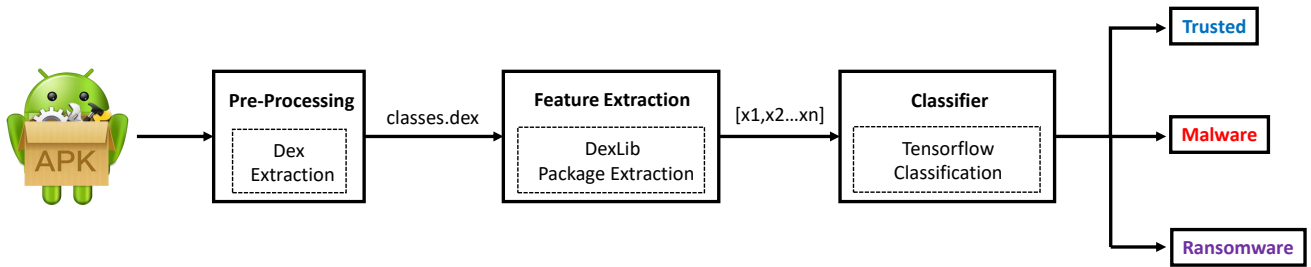 APK
Pre-Processing
Dex
Extraction
classes.dex
Feature Extraction
DexLib
Package Extraction
[x1,x2...xn]
Classifier
Tensorflow
Classification
Trusted
Malware
Ransomware